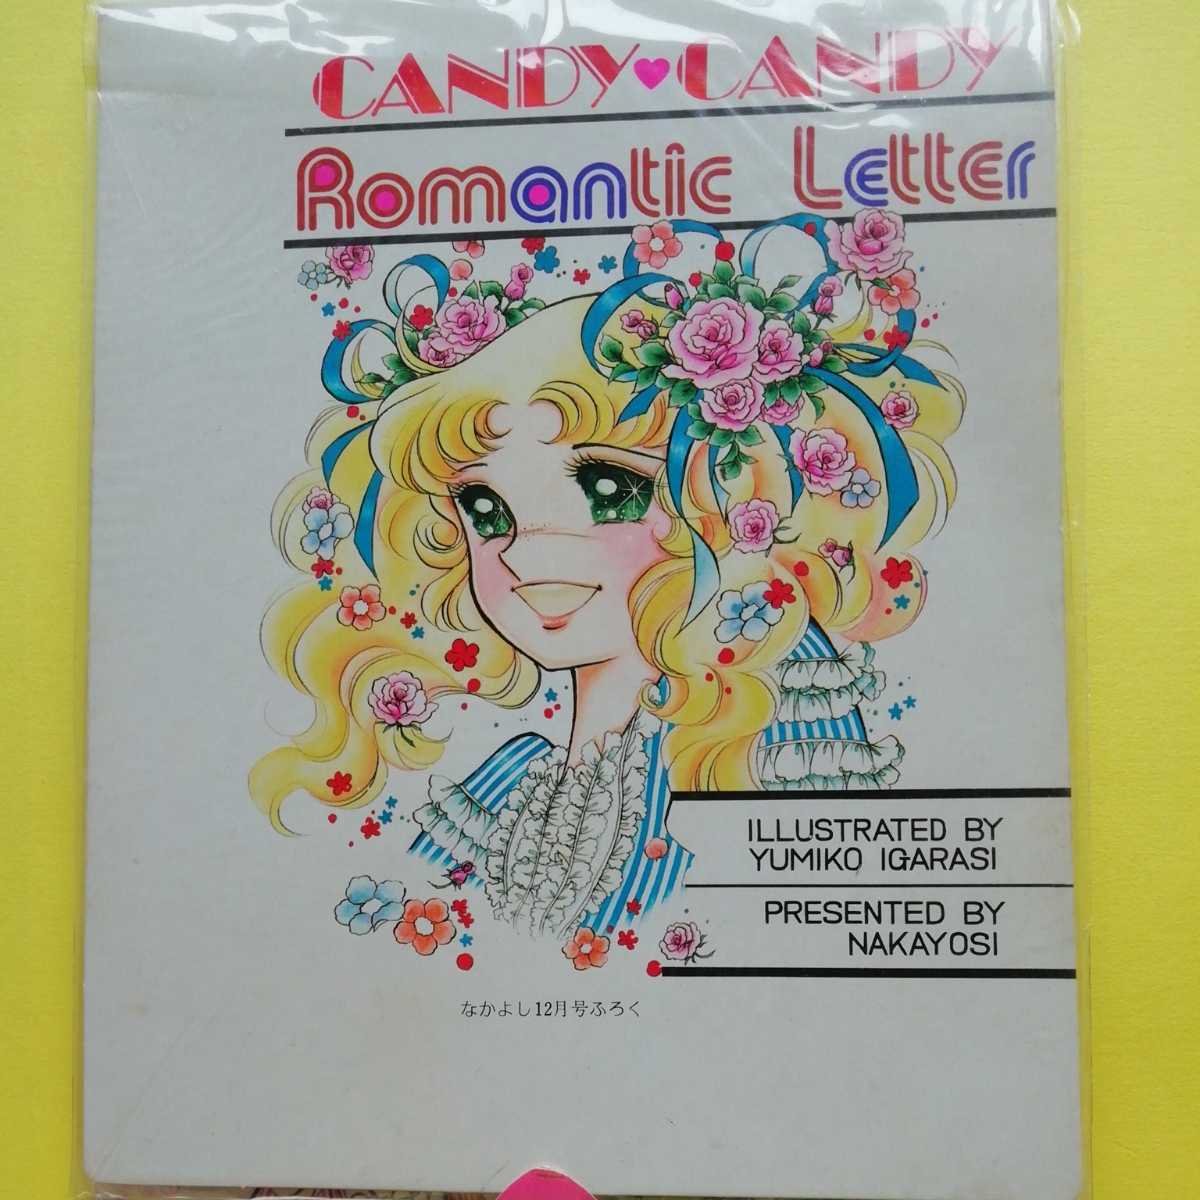 CANDY♥CANDY
Romantic Letter
ILLUSTRATED BY
YUMIKO IGARASI
PRESENTED BY
NAKAYOSI
なかよし12月号ふろく